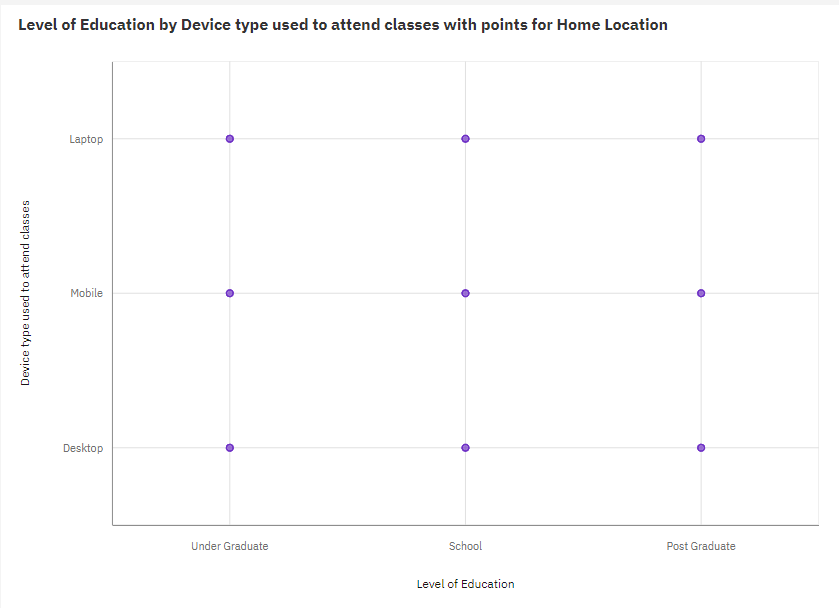 Level of Education by Device type used to attend classes with points for Home Location
Device type used to attend classes
Laptop
Mobile
Desktop
Under Graduate
School
Post Graduate
Level of Education